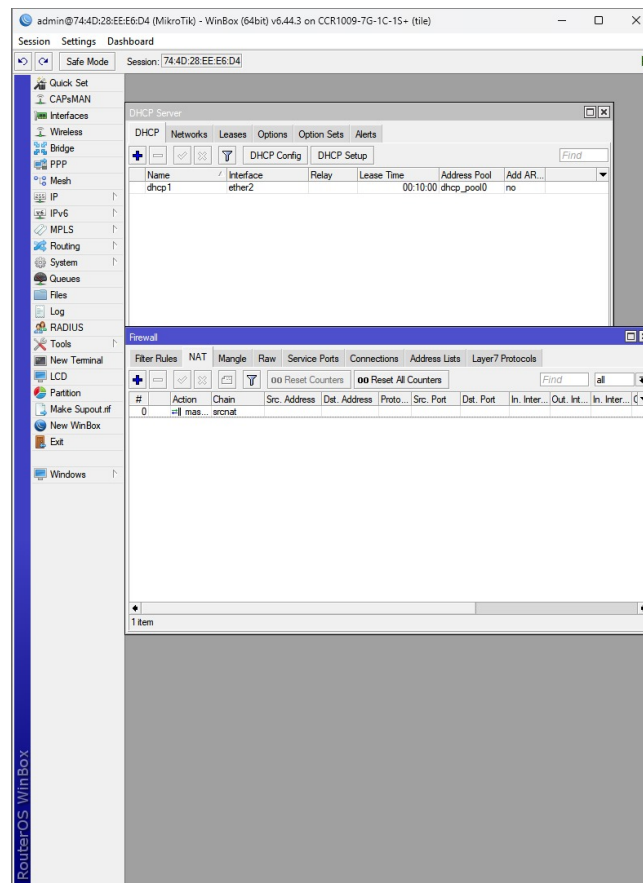 admin@74:4D:28:EE:E6:D4 (MikroTik) - WinBox (64bit) v6.44.3 on CCR1009-7G-1C-1S+ (tile)
Session Settings Dashboard
Safe Mode Session: 74:4D:28:EE:E6:D4
Quick Set
CAPsMAN
Interfaces
Wireless
Bridge
PPP
Mesh
IP
IPv6
MPLS
Routing
System
Queues
Files
Log
RADIUS
Tools
New Terminal
LCD
Partition
Make Supout.rif
New WinBox
Exit
Windows
RouterOS WinBox
DHCP Server
DHCP Networks Leases Options Option Sets Alerts
DHCP Config DHCP Setup Find
Name Interface Relay Lease Time Address Pool Add AR...
dhcp1 ether2 00:10:00 dhcp_pool0 no
Firewall
Filter Rules NAT Mangle Raw Service Ports Connections Address Lists Layer7 Protocols
00 Reset Counters 00 Reset All Counters Find all
# Action Chain Src. Address Dst. Address Proto... Src. Port Dst. Port In. Inter... Out. Int... In. Inter...
0 mas... srcnat
1 item